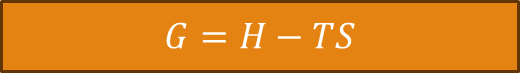 G = H − TS